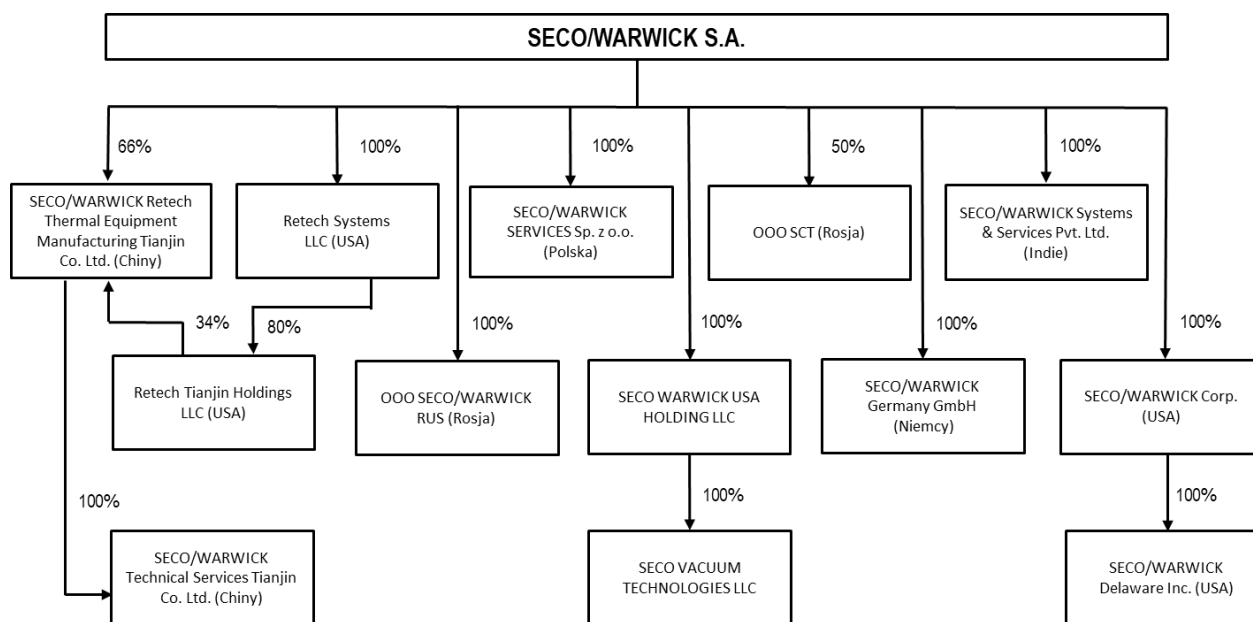 SECO/WARWICK S.A.
66%
100%
100%
50%
100%
SECO/WARWICK Retech
Thermal Equipment
Manufacturing Tianjin
Co. Ltd. (Chiny)
Retech Systems
LLC (USA)
SECO/WARWICK
SERVICES Sp. z o.o.
(Polska)
OOO SCT (Rosja)
SECO/WARWICK Systems
& Services Pvt. Ltd.
(Indie)
34%
80%
100%
100%
100%
100%
Retech Tianjin Holdings
LLC (USA)
OOO SECO/WARWICK
RUS (Rosja)
SECO WARWICK USA
HOLDING LLC
SECO/WARWICK
Germany GmbH
(Niemcy)
SECO/WARWICK Corp.
(USA)
100%
100%
100%
SECO/WARWICK
Technical Services Tianjin
Co. Ltd. (Chiny)
SECO VACUUM
TECHNOLOGIES LLC
SECO/WARWICK
Delaware Inc. (USA)